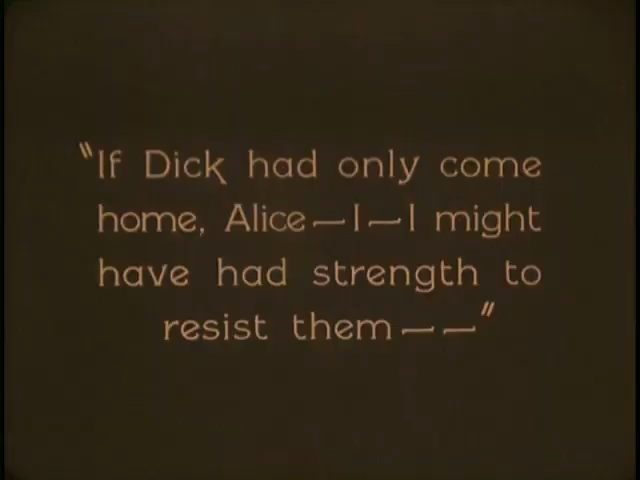 "If Dick had only come
home, Alice—I—I might
have had strength to
resist them——"